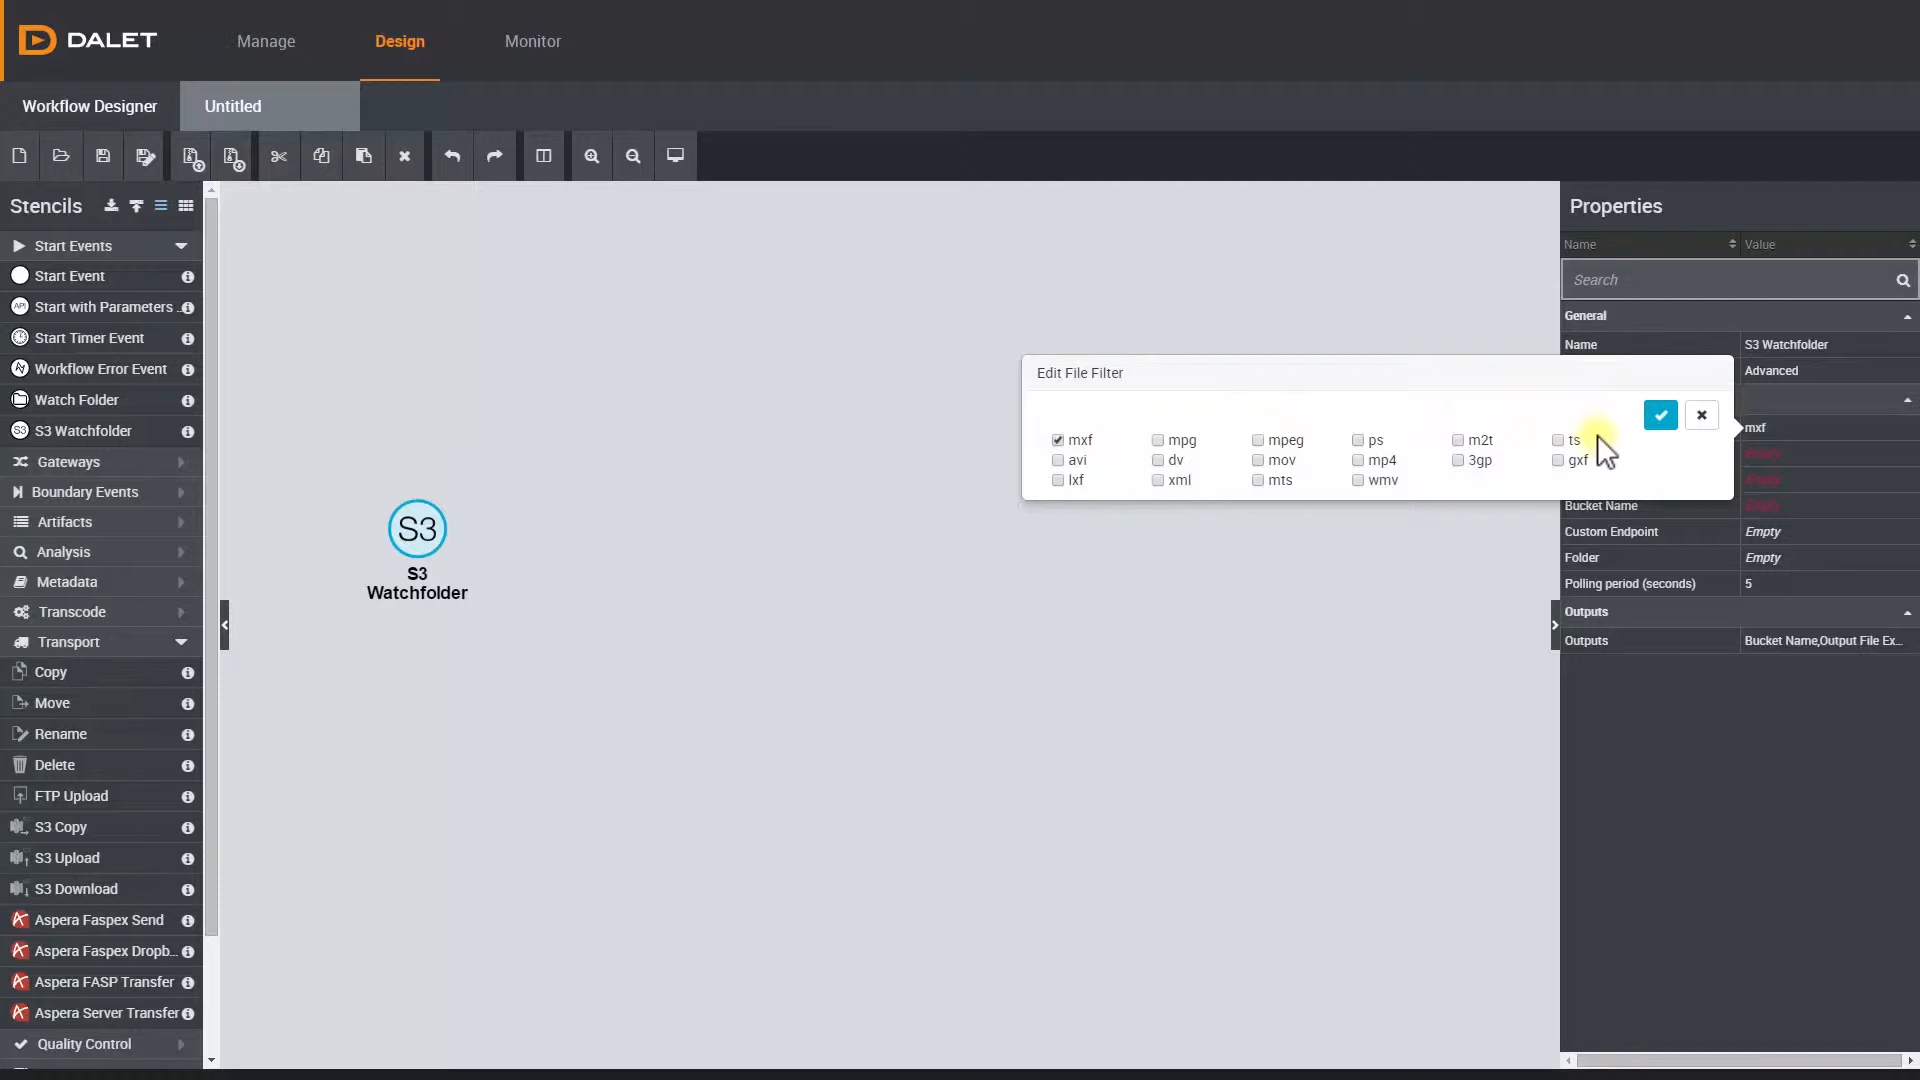 DALET
Manage
Design
Monitor
Workflow Designer
Untitled
Stencils
Start Events
Start Event
Start with Parameters ..
Start Timer Event
Workflow Error Event
Watch Folder
S3 Watchfolder
Gateways
Boundary Events
Artifacts
Analysis
Metadata
Transcode
Transport
Copy
Move
Rename
Delete
FTP Upload
S3 Copy
S3 Upload
S3 Download
Aspera Faspex Send
Aspera Faspex Dropb...
Aspera FASP Transfer
Aspera Server Transfer
Quality Control
S3
S3
Watchfolder
Edit File Filter
mxf mpg mpeg ps m2t ts
avi dv mov mp4 3gp gxf
lxf xml mts wmv
Properties
Name Value
Search
General
Name S3 Watchfolder
Advanced
mxf
Empty
Empty
Bucket Name Empty
Custom Endpoint Empty
Folder Empty
Polling period (seconds) 5
Outputs
Outputs Bucket Name,Output File Ex...